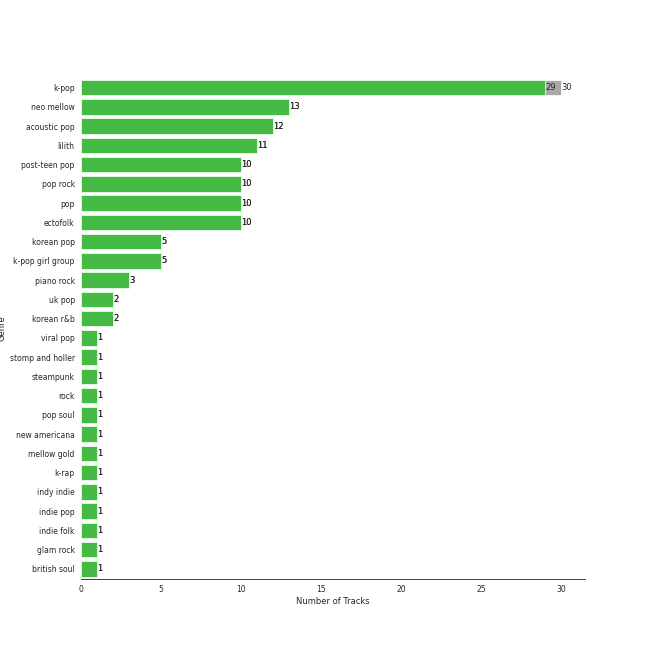 k-pop 29 30
neo mellow 13
acoustic pop 12
lilith 11
post-teen pop 10
pop rock 10
pop 10
ectofolk 10
korean pop 5
k-pop girl group 5
piano rock 3
uk pop 2
korean r&b 2
viral pop 1
stomp and holler 1
steampunk 1
rock 1
pop soul 1
new americana 1
mellow gold 1
k-rap 1
indy indie 1
indie pop 1
indie folk 1
glam rock 1
british soul 1
Genre
0 5 10 15 20 25 30
Number of Tracks